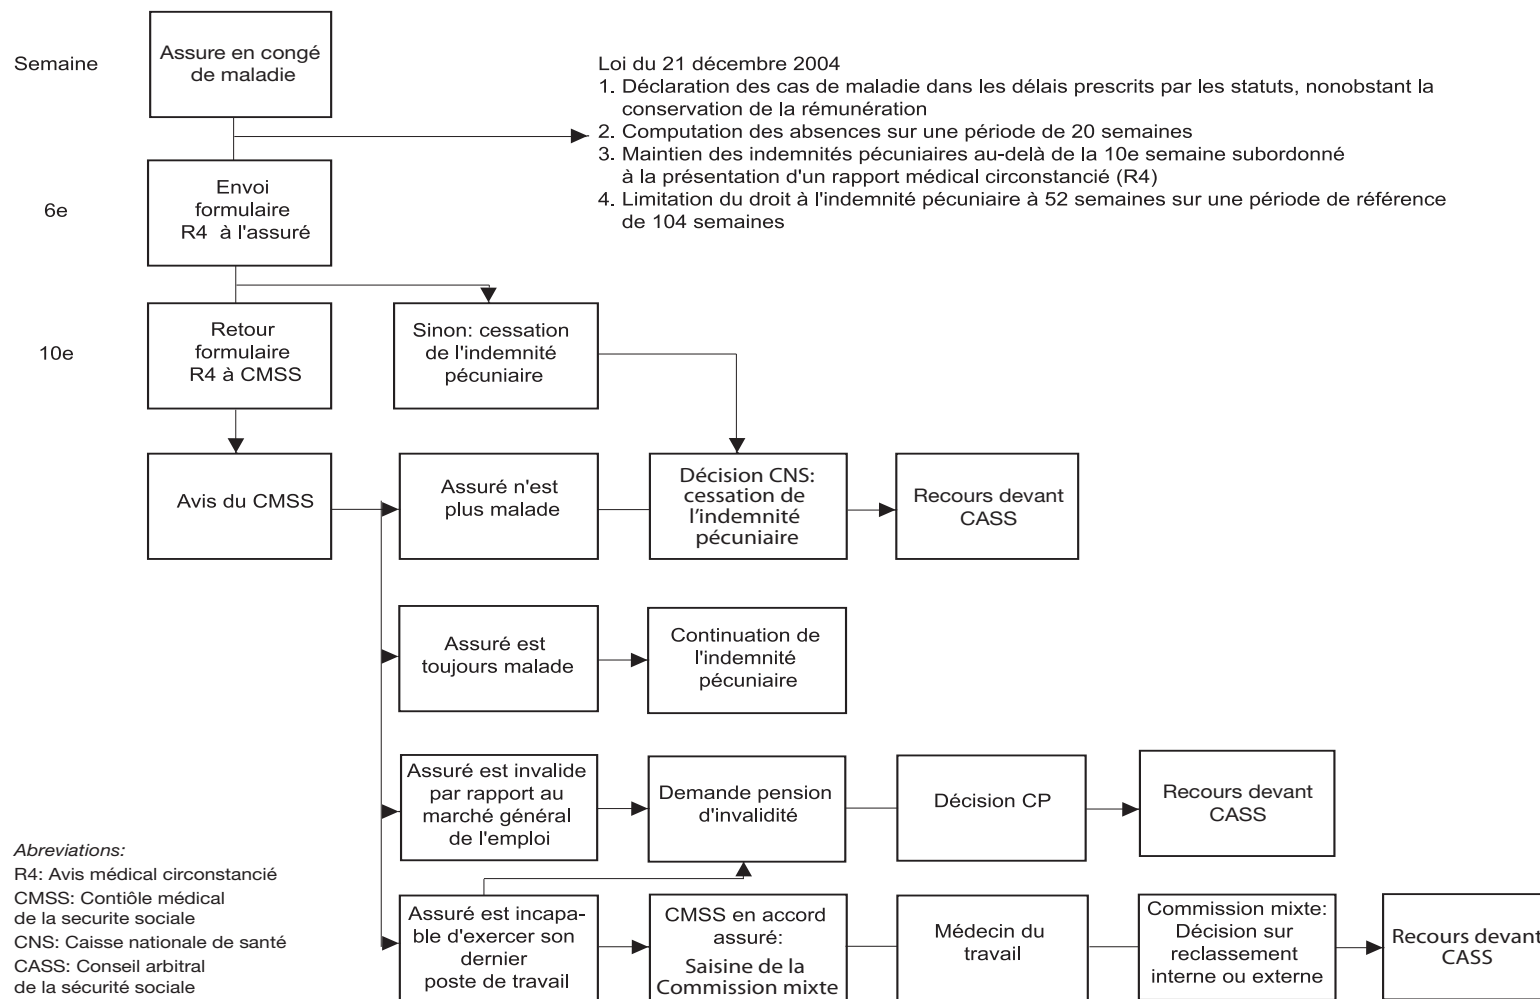 Semaine
Assure en congé
de maladie
Loi du 21 décembre 2004
1. Déclaration des cas de maladie dans les délais prescrits par les statuts, nonobstant la
conservation de la rémunération
2. Computation des absences sur une période de 20 semaines
3. Maintien des indemnités pécuniaires au-delà de la 10e semaine subordonné
à la présentation d'un rapport médical circonstancié (R4)
4. Limitation du droit à l'indemnité pécuniaire à 52 semaines sur une période de référence
de 104 semaines
6e
Envoi
formulaire
R4 à l'assuré
10e
Retour
formulaire
R4 à CMSS
Sinon: cessation
de l'indemnité
pécuniaire
Avis du CMSS
Assuré n'est
plus malade
Décision CNS:
cessation de
l'indemnité
pécuniaire
Recours devant
CASS
Assuré est
toujours malade
Continuation de
l'indemnité
pécuniaire
Assuré est invalide
par rapport au
marché général
de l'emploi
Demande pension
d'invalidité
Décision CP
Recours devant
CASS
Assuré est incapa-
ble d'exercer son
dernier
poste de travail
CMSS en accord
assuré:
Saisine de la
Commission mixte
Médecin du
travail
Commission mixte:
Décision sur
reclassement
interne ou externe
Recours devant
CASS
Abreviations:
R4: Avis médical circonstancié
CMSS: Contiôle médical
de la securite sociale
CNS: Caisse nationale de santé
CASS: Conseil arbitral
de la sécurité sociale